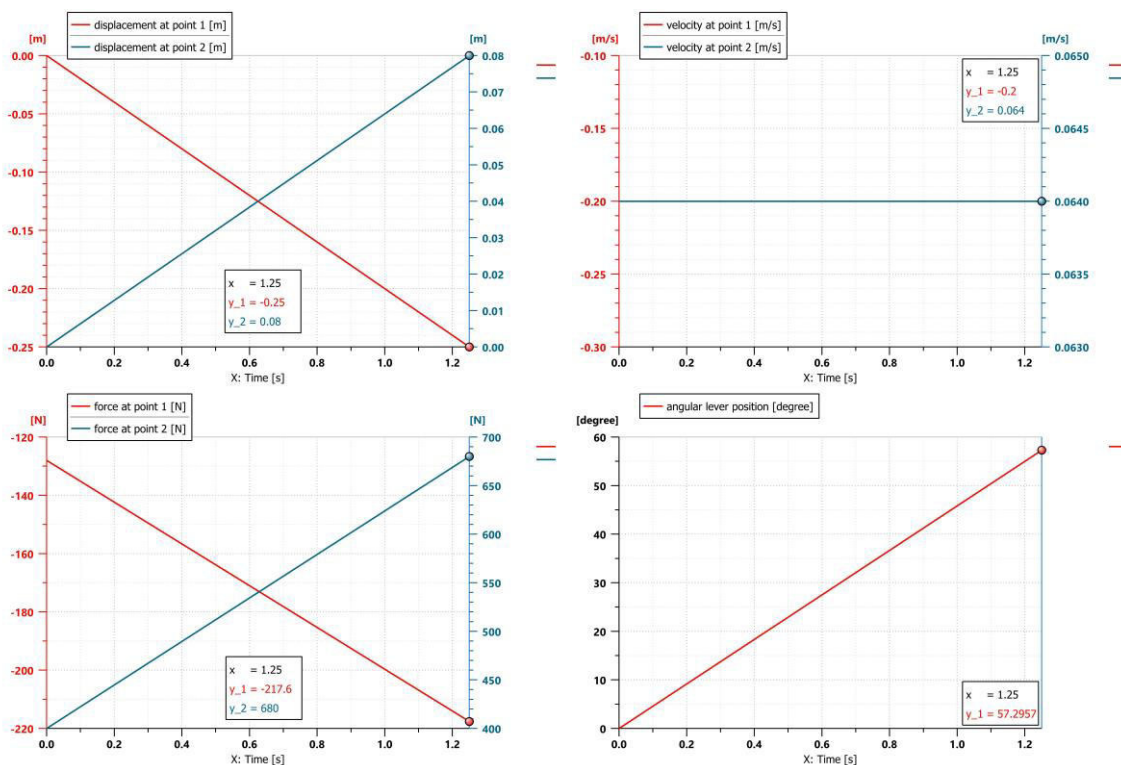 displacement at point 1 [m]
displacement at point 2 [m]
[m]
[m]
0.00
-0.05
-0.10
-0.15
-0.20
-0.25
0.08
0.07
0.06
0.05
0.04
0.03
0.02
0.01
0.00
x = 1.25
y_1 = -0.25
y_2 = 0.08
0.0 0.2 0.4 0.6 0.8 1.0 1.2
X: Time [s]
velocity at point 1 [m/s]
velocity at point 2 [m/s]
[m/s]
[m/s]
-0.10
-0.15
-0.20
-0.25
-0.30
0.0650
0.0645
0.0640
0.0635
0.0630
x = 1.25
y_1 = -0.2
y_2 = 0.064
0.0 0.2 0.4 0.6 0.8 1.0 1.2
X: Time [s]
force at point 1 [N]
force at point 2 [N]
[N]
[N]
-120
-140
-160
-180
-200
-220
700
650
600
550
500
450
400
x = 1.25
y_1 = -217.6
y_2 = 680
0.0 0.2 0.4 0.6 0.8 1.0 1.2
X: Time [s]
angular lever position [degree]
[degree]
60
50
40
30
20
10
0
x = 1.25
y_1 = 57.2957
0.0 0.2 0.4 0.6 0.8 1.0 1.2
X: Time [s]